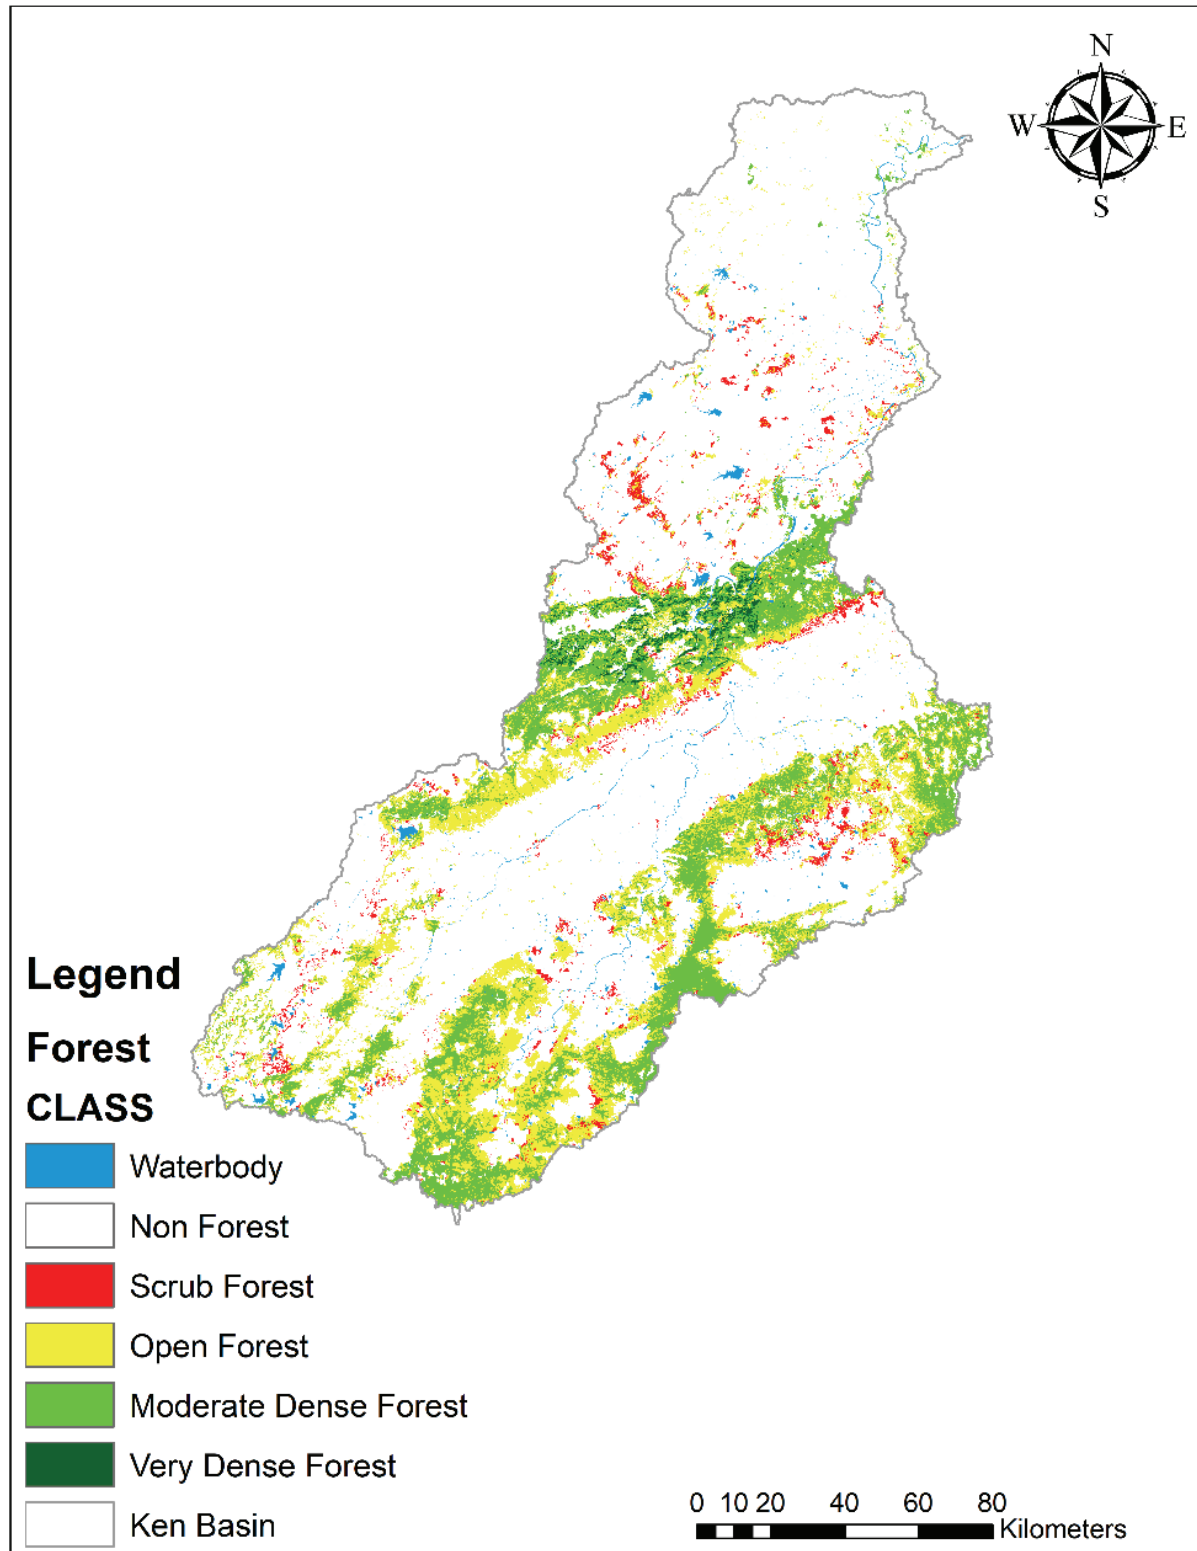 N
W E
S
Legend
Forest
CLASS
Waterbody
Non Forest
Scrub Forest
Open Forest
Moderate Dense Forest
Very Dense Forest
Ken Basin
0 10 20 40 60 80
Kilometers